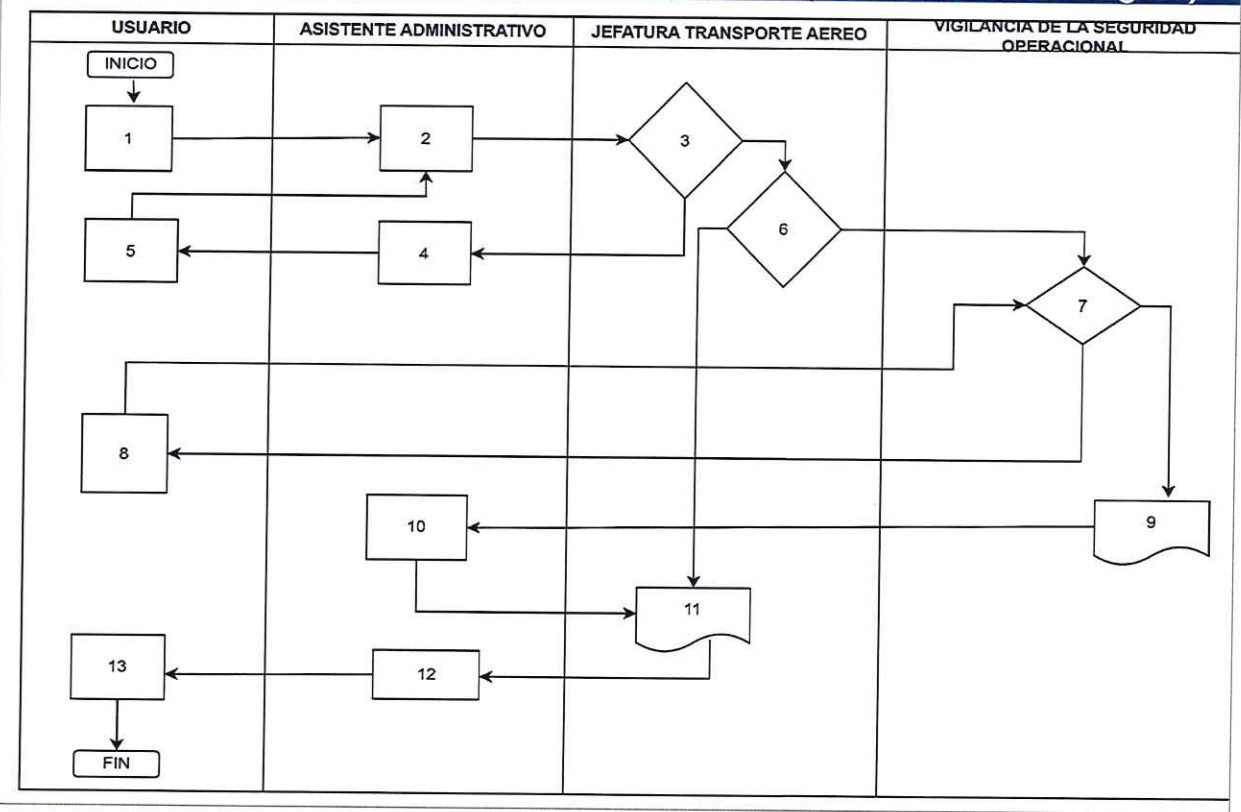 USUARIO
ASISTENTE ADMINISTRATIVO
JEFATURA TRANSPORTE AEREO
VIGILANCIA DE LA SEGURIDAD
OPERACIONAL
INICIO
1
2
3
6
5
4
7
8
10
9
11
13
12
FIN